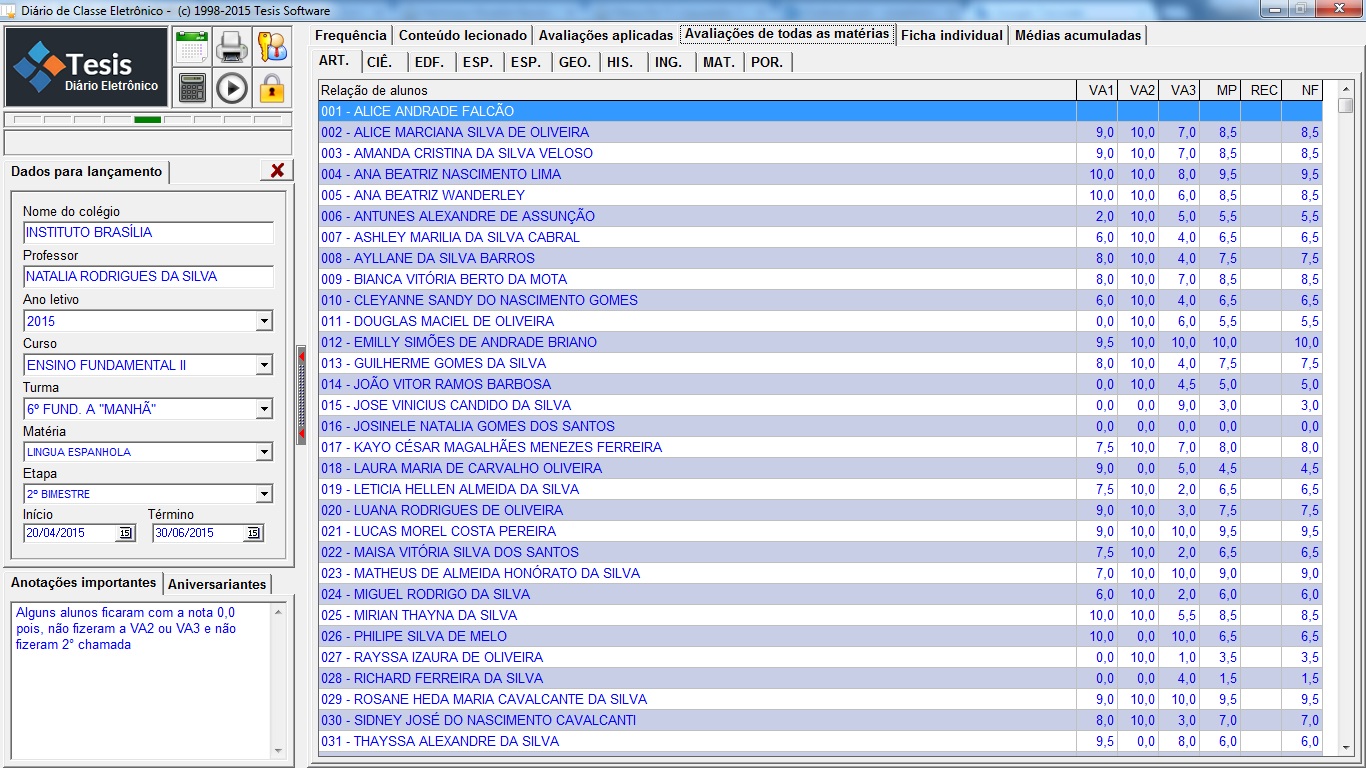 Diário de Classe Eletrônico - (c) 1998-2015 Tesis Software
Tesis
Diário Eletrônico
Dados para lançamento
Nome do colégio
INSTITUTO BRASÍLIA
Professor
NATALIA RODRIGUES DA SILVA
Ano letivo
2015
Curso
ENSINO FUNDAMENTAL II
Turma
6º FUND. A "MANHÃ"
Matéria
LINGUA ESPANHOLA
Etapa
2º BIMESTRE
Início Término
20/04/2015 15 30/06/2015 15
Anotações importantes Aniversariantes
Alguns alunos ficaram com a nota 0,0
pois, não fizeram a VA2 ou VA3 e não
fizeram 2° chamada
Frequência Conteúdo lecionado Avaliações aplicadas Avaliações de todas as matérias Ficha individual Médias acumuladas
ART. CIÊ. EDF. ESP. ESP. GEO. HIS. ING. MAT. POR.
Relação de alunos VA1 VA2 VA3 MP REC NF
001 - ALICE ANDRADE FALCÃO
002 - ALICE MARCIANA SILVA DE OLIVEIRA 9,0 10,0 7,0 8,5 8,5
003 - AMANDA CRISTINA DA SILVA VELOSO 9,0 10,0 7,0 8,5 8,5
004 - ANA BEATRIZ NASCIMENTO LIMA 10,0 10,0 8,0 9,5 9,5
005 - ANA BEATRIZ WANDERLEY 10,0 10,0 6,0 8,5 8,5
006 - ANTUNES ALEXANDRE DE ASSUNÇÃO 2,0 10,0 5,0 5,5 5,5
007 - ASHLEY MARILIA DA SILVA CABRAL 6,0 10,0 4,0 6,5 6,5
008 - AYLLANE DA SILVA BARROS 8,0 10,0 4,0 7,5 7,5
009 - BIANCA VITÓRIA BERTO DA MOTA 8,0 10,0 7,0 8,5 8,5
010 - CLEYANNE SANDY DO NASCIMENTO GOMES 6,0 10,0 4,0 6,5 6,5
011 - DOUGLAS MACIEL DE OLIVEIRA 0,0 10,0 6,0 5,5 5,5
012 - EMILLY SIMÕES DE ANDRADE BRIANO 9,5 10,0 10,0 10,0 10,0
013 - GUILHERME GOMES DA SILVA 8,0 10,0 4,0 7,5 7,5
014 - JOÃO VITOR RAMOS BARBOSA 0,0 10,0 4,5 5,0 5,0
015 - JOSE VINICIUS CANDIDO DA SILVA 0,0 0,0 9,0 3,0 3,0
016 - JOSINELE NATALIA GOMES DOS SANTOS 0,0 0,0 0,0 0,0 0,0
017 - KAYO CÉSAR MAGALHÃES MENEZES FERREIRA 7,5 10,0 7,0 8,0 8,0
018 - LAURA MARIA DE CARVALHO OLIVEIRA 9,0 0,0 5,0 4,5 4,5
019 - LETICIA HELLEN ALMEIDA DA SILVA 7,5 10,0 2,0 6,5 6,5
020 - LUANA RODRIGUES DE OLIVEIRA 9,0 10,0 3,0 7,5 7,5
021 - LUCAS MOREL COSTA PEREIRA 9,0 10,0 10,0 9,5 9,5
022 - MAISA VITÓRIA SILVA DOS SANTOS 7,5 10,0 2,0 6,5 6,5
023 - MATHEUS DE ALMEIDA HONÓRATO DA SILVA 7,0 10,0 10,0 9,0 9,0
024 - MIGUEL RODRIGO DA SILVA 6,0 10,0 2,0 6,0 6,0
025 - MIRIAN THAYNA DA SILVA 10,0 10,0 5,5 8,5 8,5
026 - PHILIPE SILVA DE MELO 10,0 0,0 10,0 6,5 6,5
027 - RAYSSA IZAURA DE OLIVEIRA 0,0 10,0 1,0 3,5 3,5
028 - RICHARD FERREIRA DA SILVA 0,0 0,0 4,0 1,5 1,5
029 - ROSANE HEDA MARIA CAVALCANTE DA SILVA 9,0 10,0 10,0 9,5 9,5
030 - SIDNEY JOSÉ DO NASCIMENTO CAVALCANTI 8,0 10,0 3,0 7,0 7,0
031 - THAYSSA ALEXANDRE DA SILVA 9,5 0,0 8,0 6,0 6,0